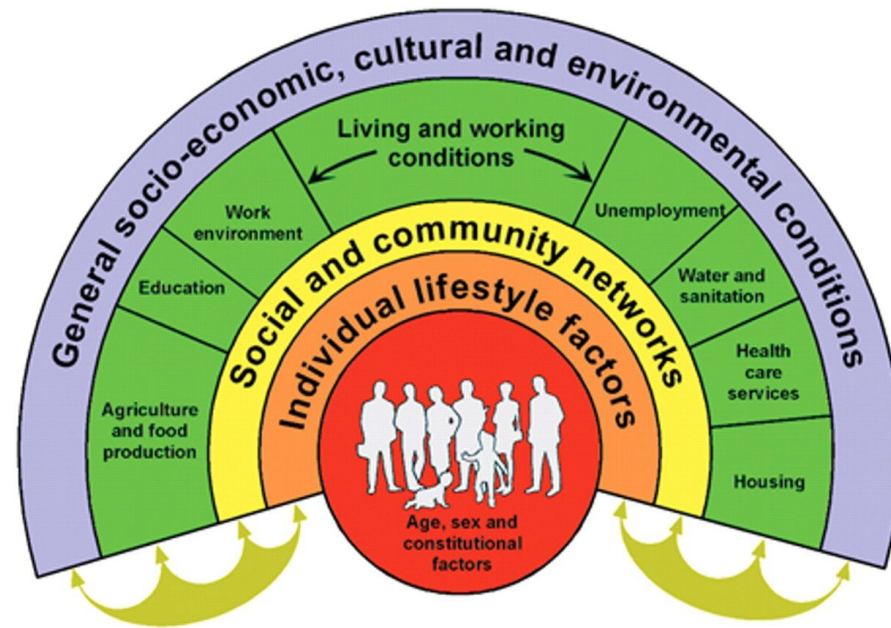 General socio-economic, cultural and environmental conditions
Living and working
conditions
Work
environment
Education
Agriculture
and food
production
Unemployment
Water and
sanitation
Health
care
services
Housing
Social and community networks
Individual lifestyle factors
Age, sex and
constitutional
factors